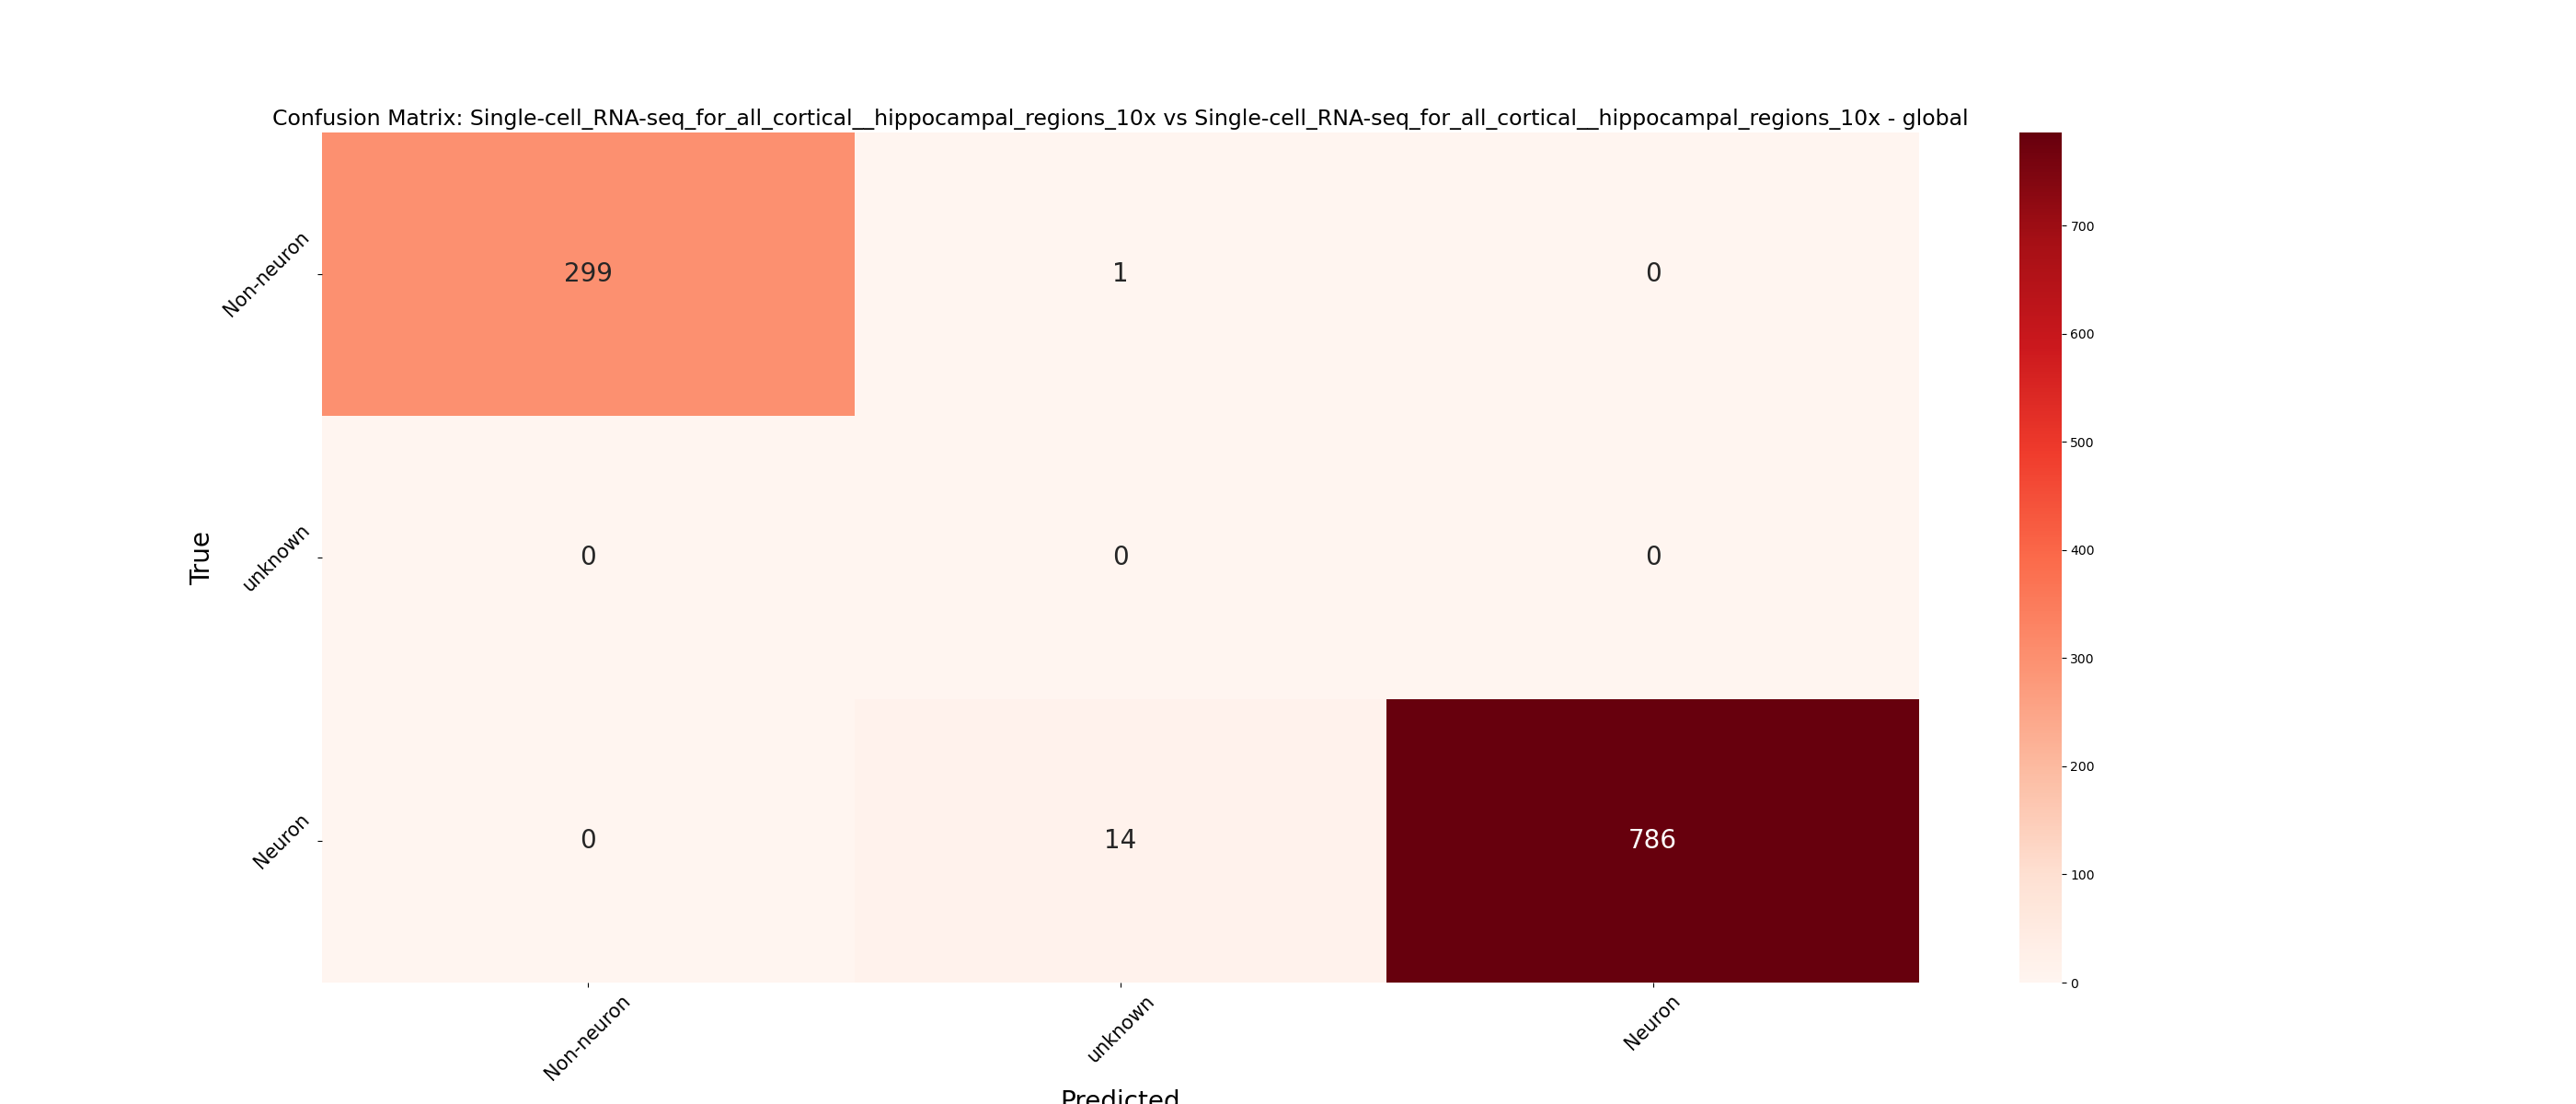 Confusion Matrix: Single-cell_RNA-seq_for_all_cortical__hippocampal_regions_10x vs Single-cell_RNA-seq_for_all_cortical__hippocampal_regions_10x - global
True
Non-neuron
299
1
0
unknown
0
0
0
Neuron
0
14
786
Non-neuron
unknown
Neuron
Predicted
700
600
500
400
300
200
100
0